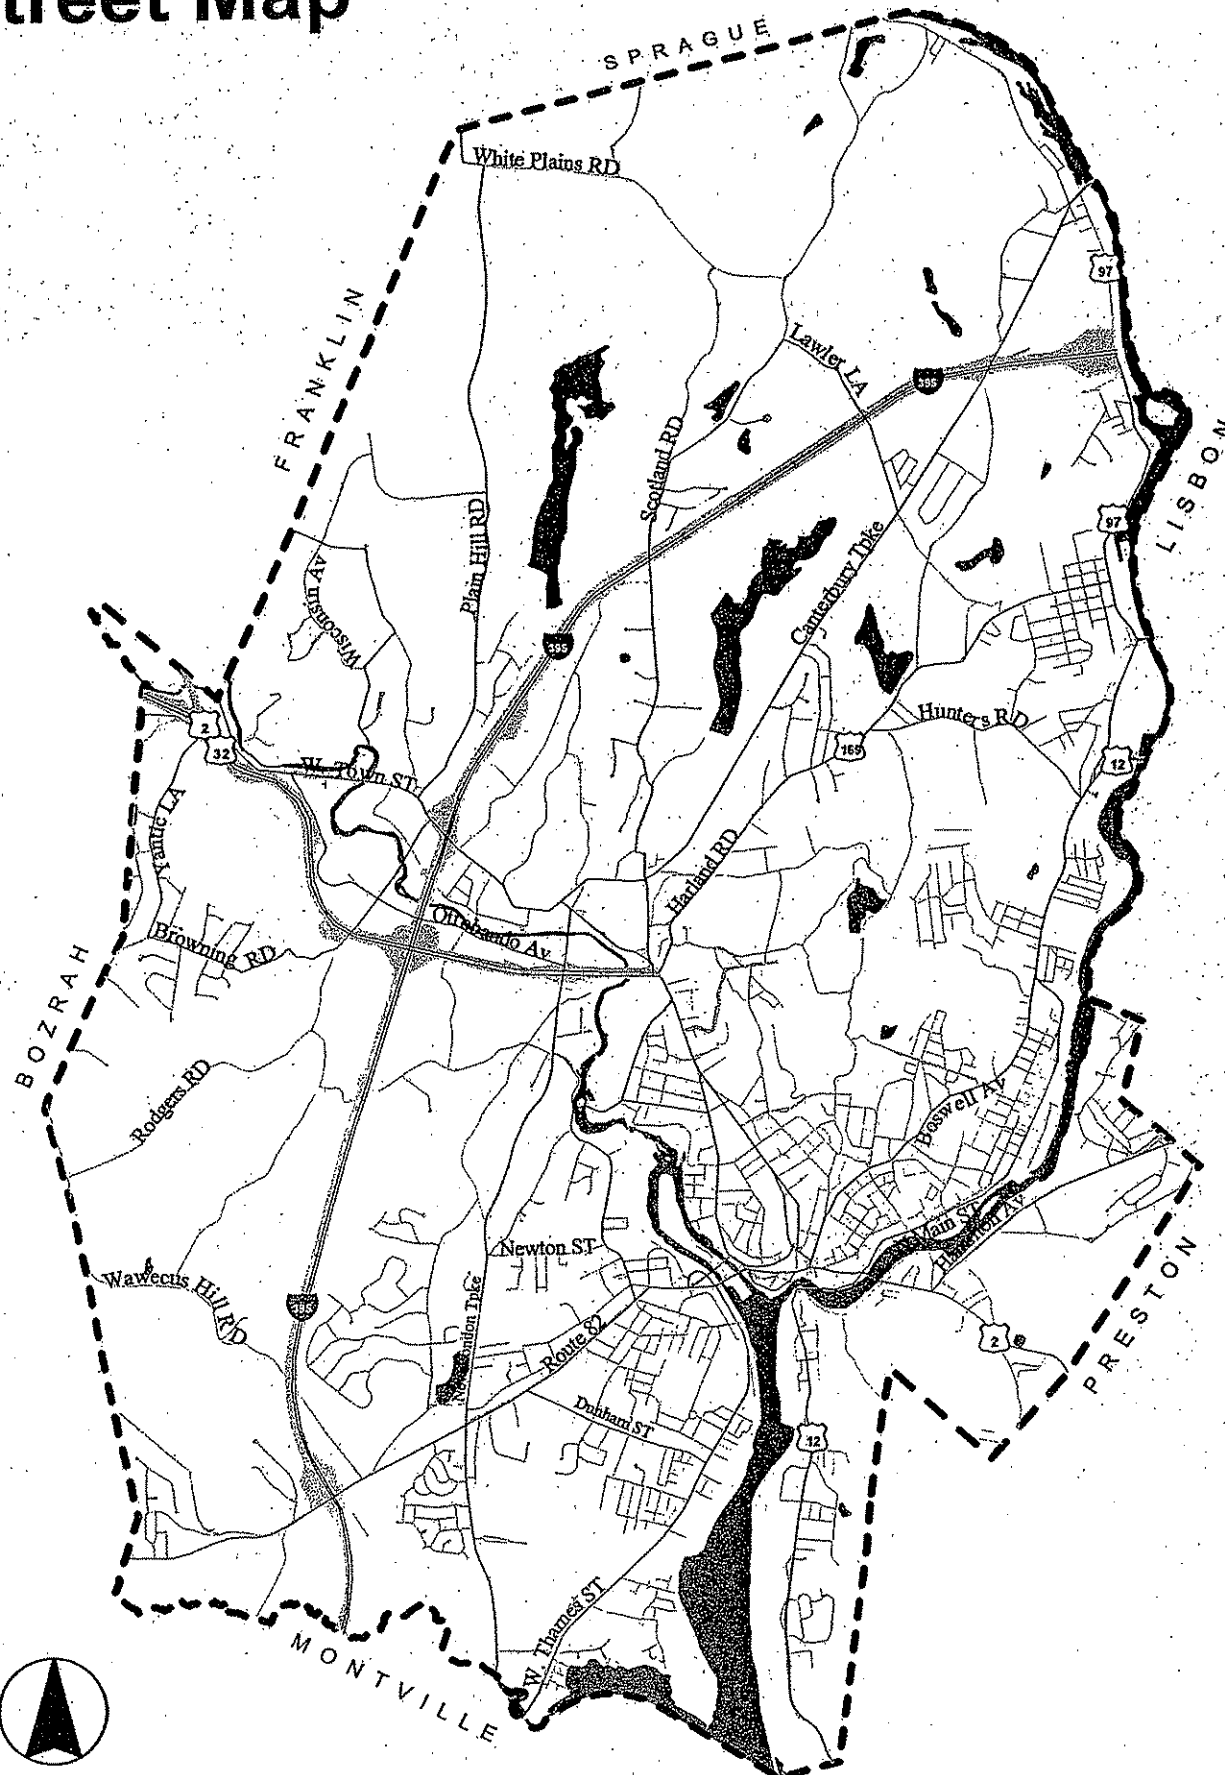 treet Map
SPRAGUE
White Plains RD
97
FRANKLIN
Lawler LA
395
Scotland RD
LISBON
97
Plain Hill RD
Canterbury Tpke
Wisconsin Av
395
2
32
Hunters RD
169
12
W. Town ST
Yantic LA
Harland RD
Ottrobando Av
Browning RD
BOZRAH
Rodgers RD
Boswell Av
Main ST
Newton ST
Wawecus Hill RD
395
Route 82
2
PRESTON
Dunham ST
12
W. Thames ST
MONTVILLE